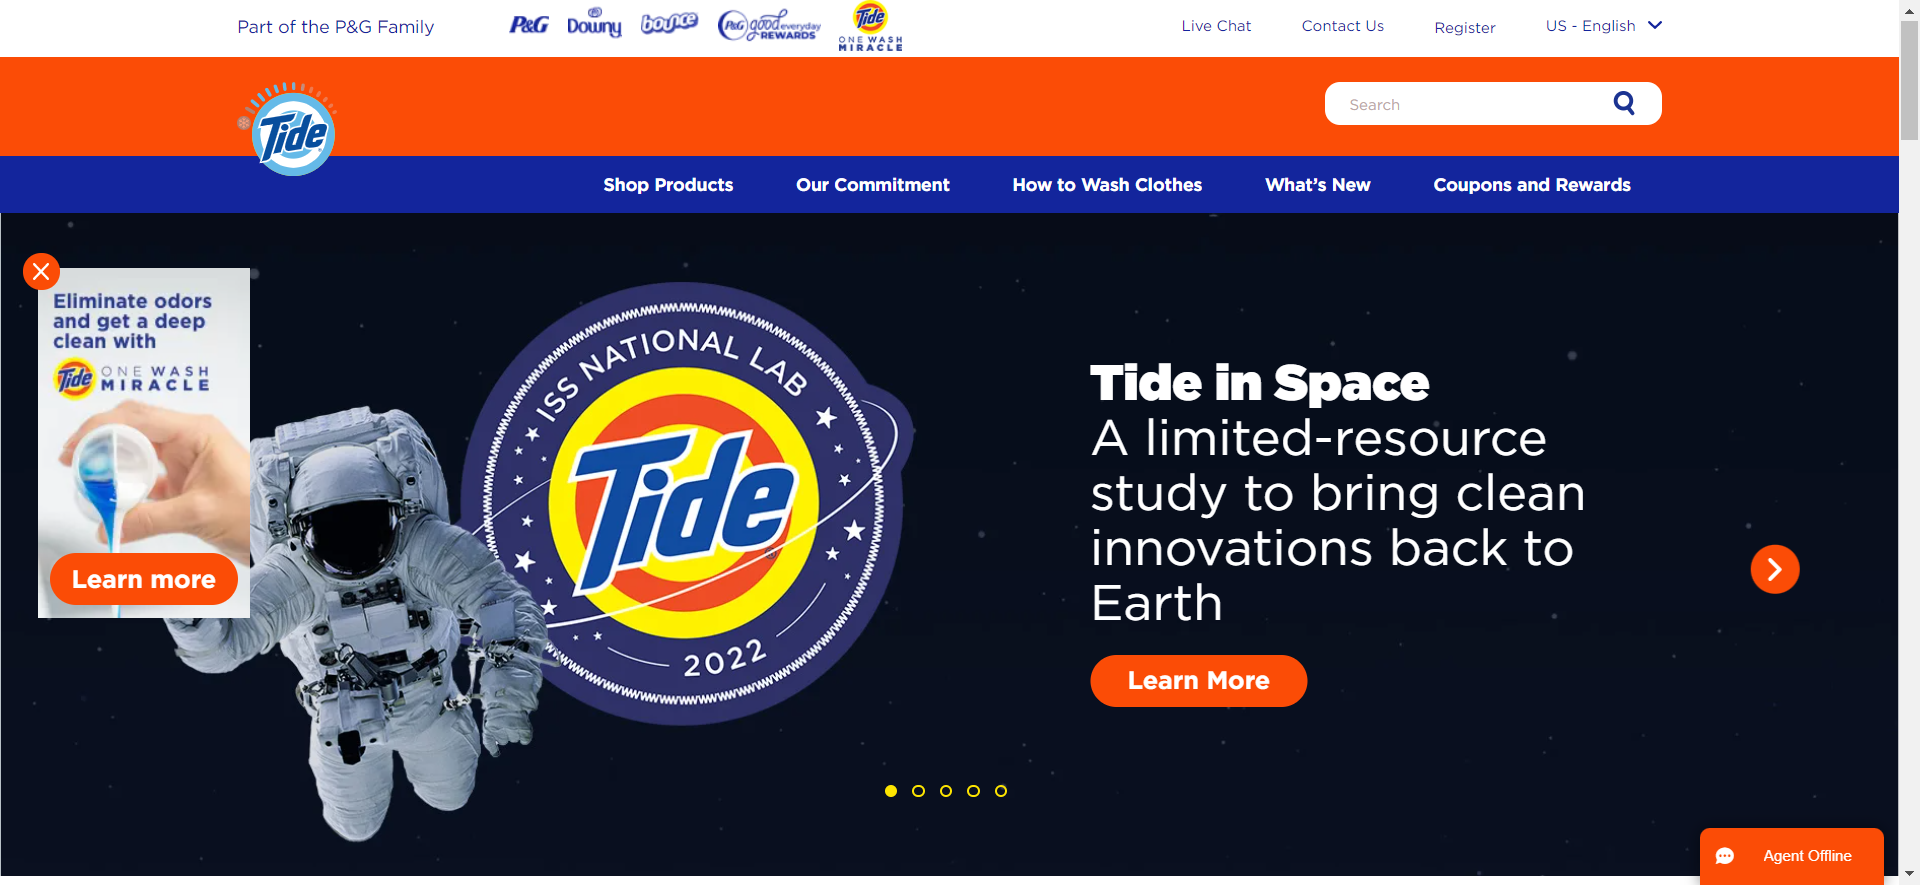 Part of the P&G Family
P&G
Downy
bounce
P&G good everyday REWARDS
Tide
ONE WASH
MIRACLE
Live Chat
Contact Us
Register
US - English
Tide
Search
Shop Products
Our Commitment
How to Wash Clothes
What's New
Coupons and Rewards
Eliminate odors
and get a deep
clean with
Tide ONE WASH
MIRACLE
Learn more
ISS NATIONAL LAB
Tide
2022
Tide in Space
A limited-resource
study to bring clean
innovations back to
Earth
Learn More
Agent Offline